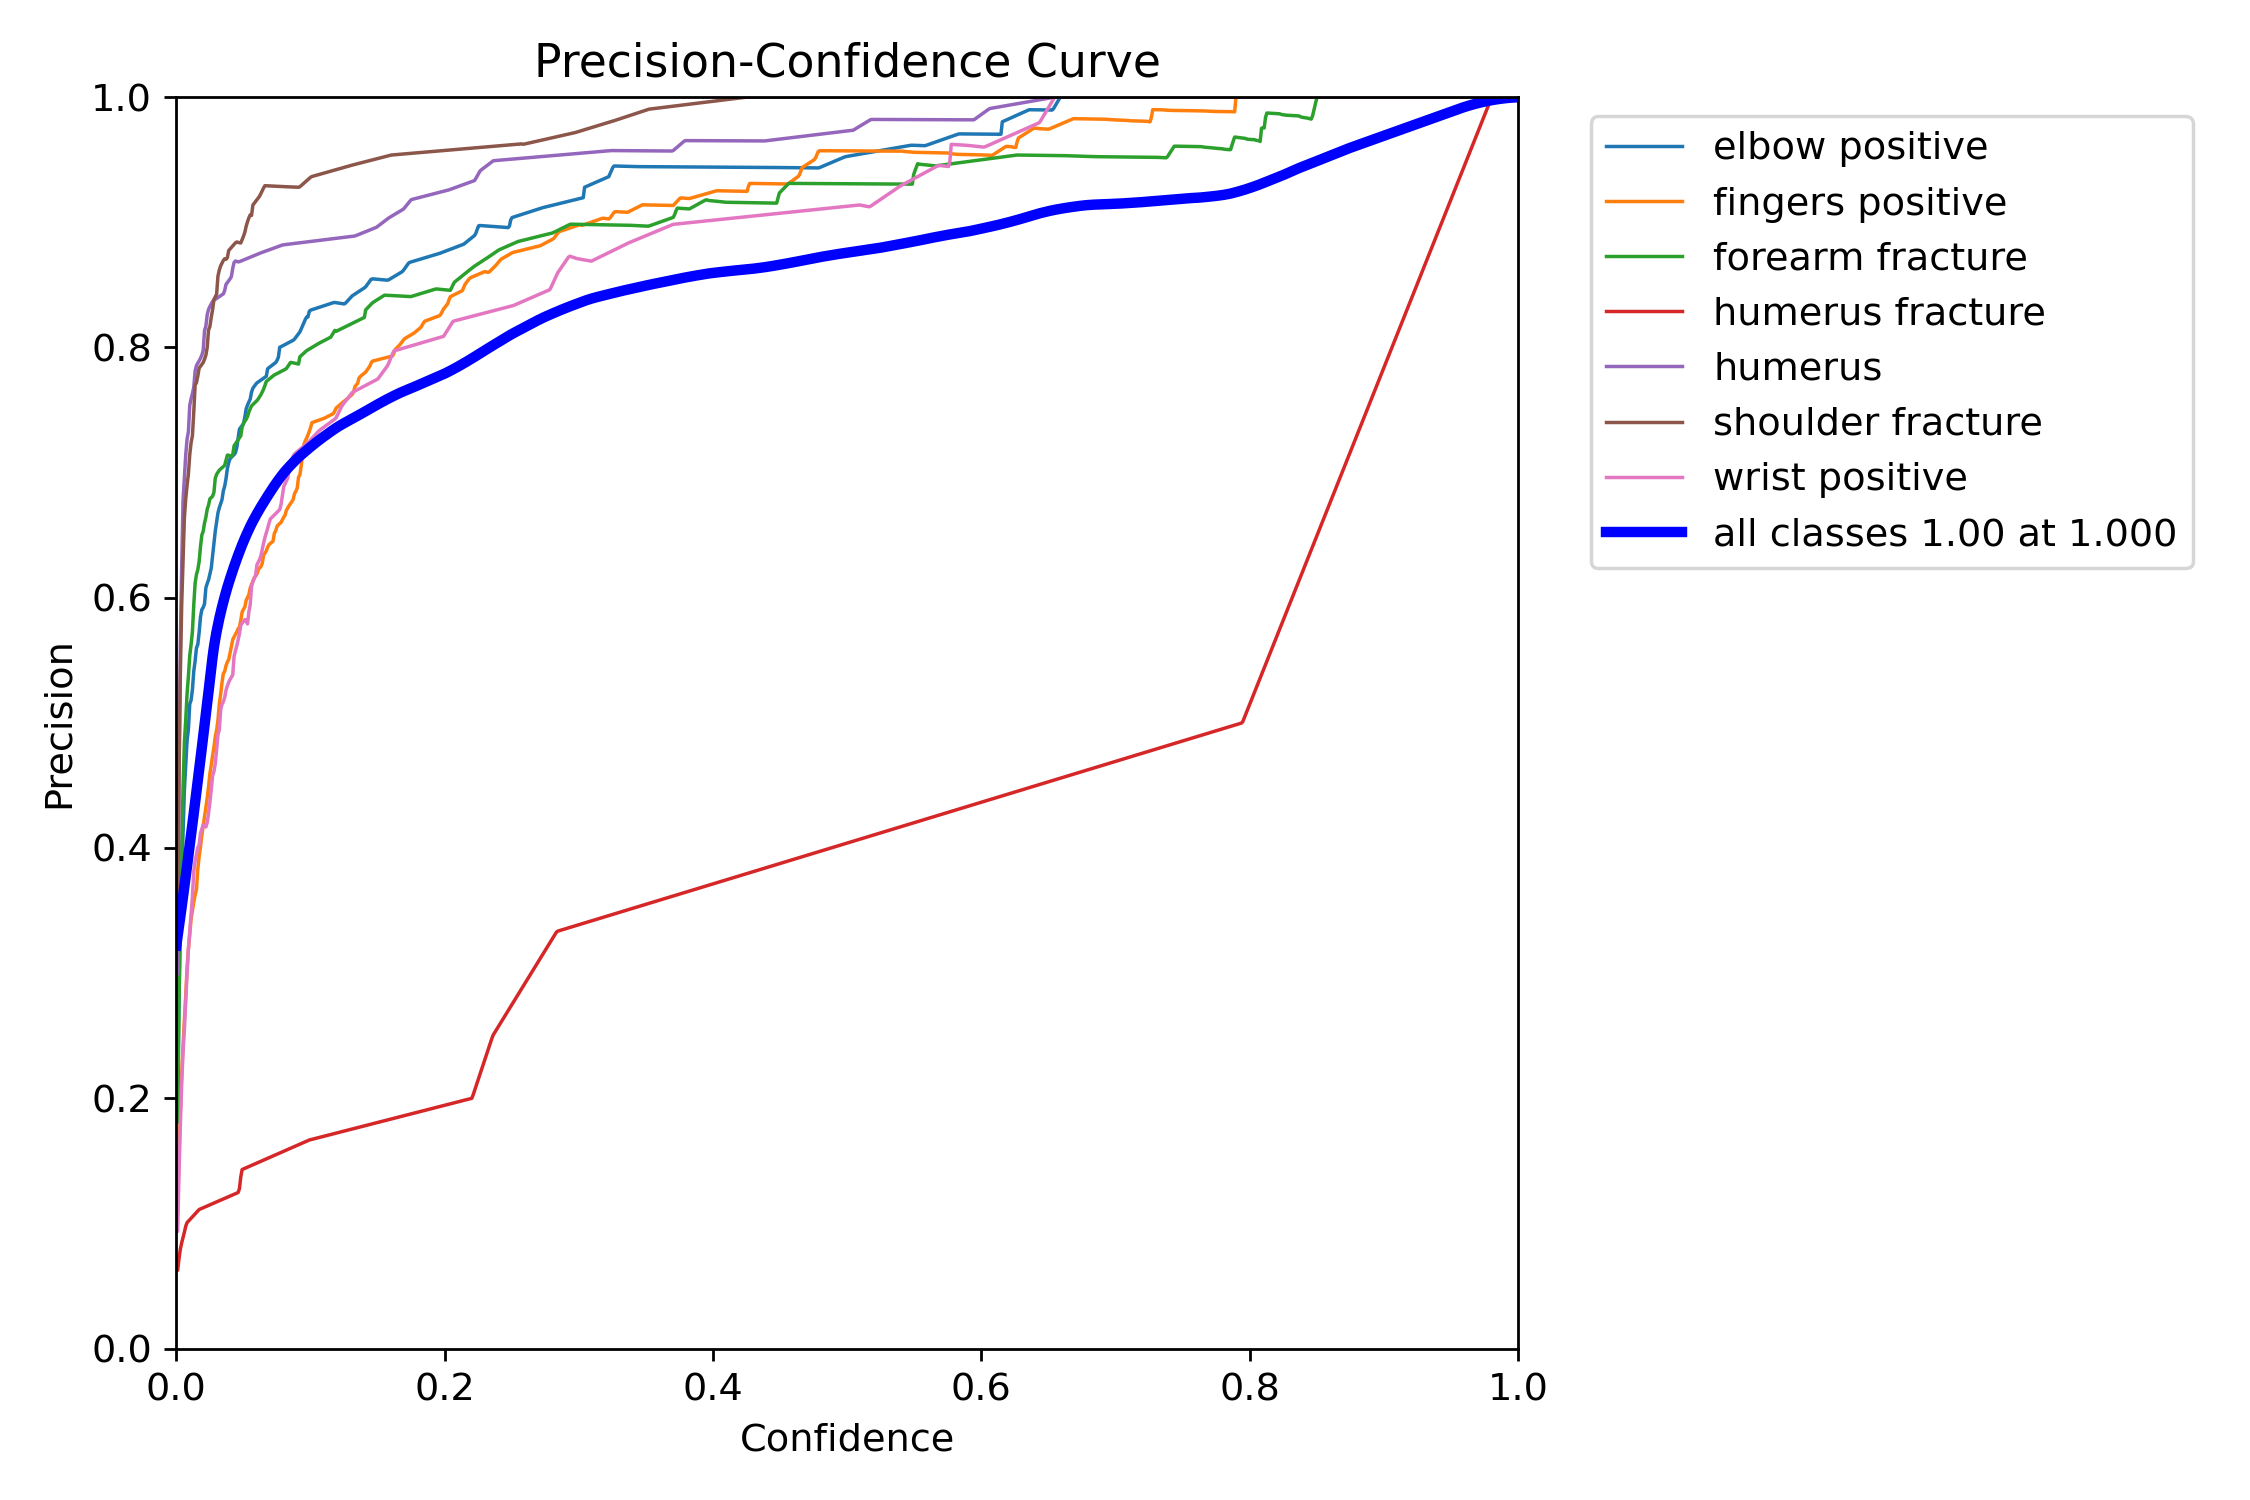 Precision-Confidence Curve
1.0
0.8
0.6
0.4
0.2
0.0
Precision
0.0 0.2 0.4 0.6 0.8 1.0
Confidence
elbow positive
fingers positive
forearm fracture
humerus fracture
humerus
shoulder fracture
wrist positive
all classes 1.00 at 1.000